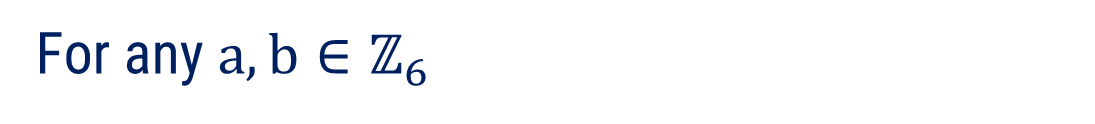 For any a, b ∈ ℤ₆